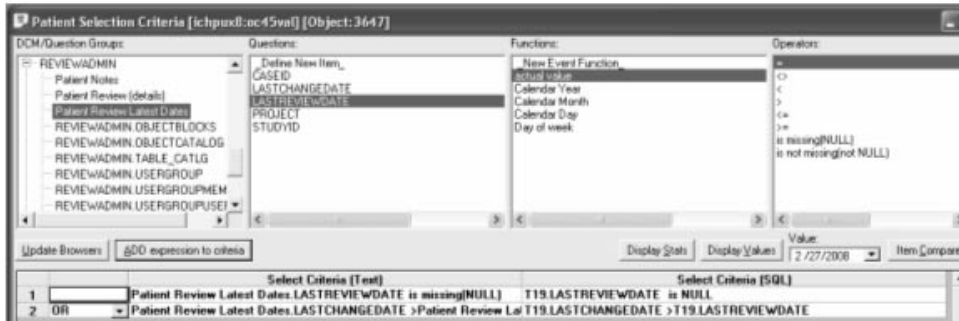 Patient Selection Criteria [ichpux8:oc45val] [Object: 3647]
DCM/Question Groups:
REVIEWADMIN
Patient Notes
Patient Review (details)
Patient Review Latest Dates
REVIEWADMIN.OBJECTBLOCKS
REVIEWADMIN.OBJECTCATALOG
REVIEWADMIN.TABLE_CATLG
REVIEWADMIN.USERGROUP
REVIEWADMIN.USERGROUPMEM
REVIEWADMIN.USERGROUPUSEF
Questions:
_Define New Item_
CASEID
LASTCHANGEDATE
LASTREVIEWDATE
PROJECT
STUDYID
Functions:
_New Event Function_
actual value
Calendar Year
Calendar Month
Calendar Day
Day of week
Operators:
=
<>
<
>
<=
>=
is missing(NULL)
is not missing(not NULL)
Update Browsers
ADD expression to criteria
Display Stats
Display Values
Value:
2 /27/2008
Item Compare
Select Criteria (Text) Select Criteria (SQL)
1 Patient Review Latest Dates.LASTREVIEWDATE is missing(NULL) T19.LASTREVIEWDATE is NULL
2 OR Patient Review Latest Dates.LASTCHANGEDATE >Patient Review La T19.LASTCHANGEDATE >T19.LASTREVIEWDATE